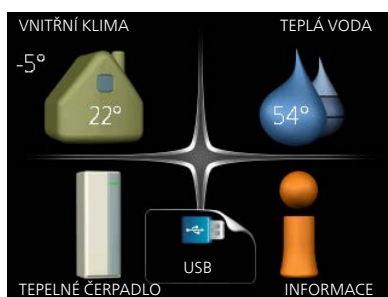 VNITŘNÍ KLIMA
TEPLÁ VODA
-5°
22°
54°
USB
TEPELNÉ ČERPADLO
INFORMACE